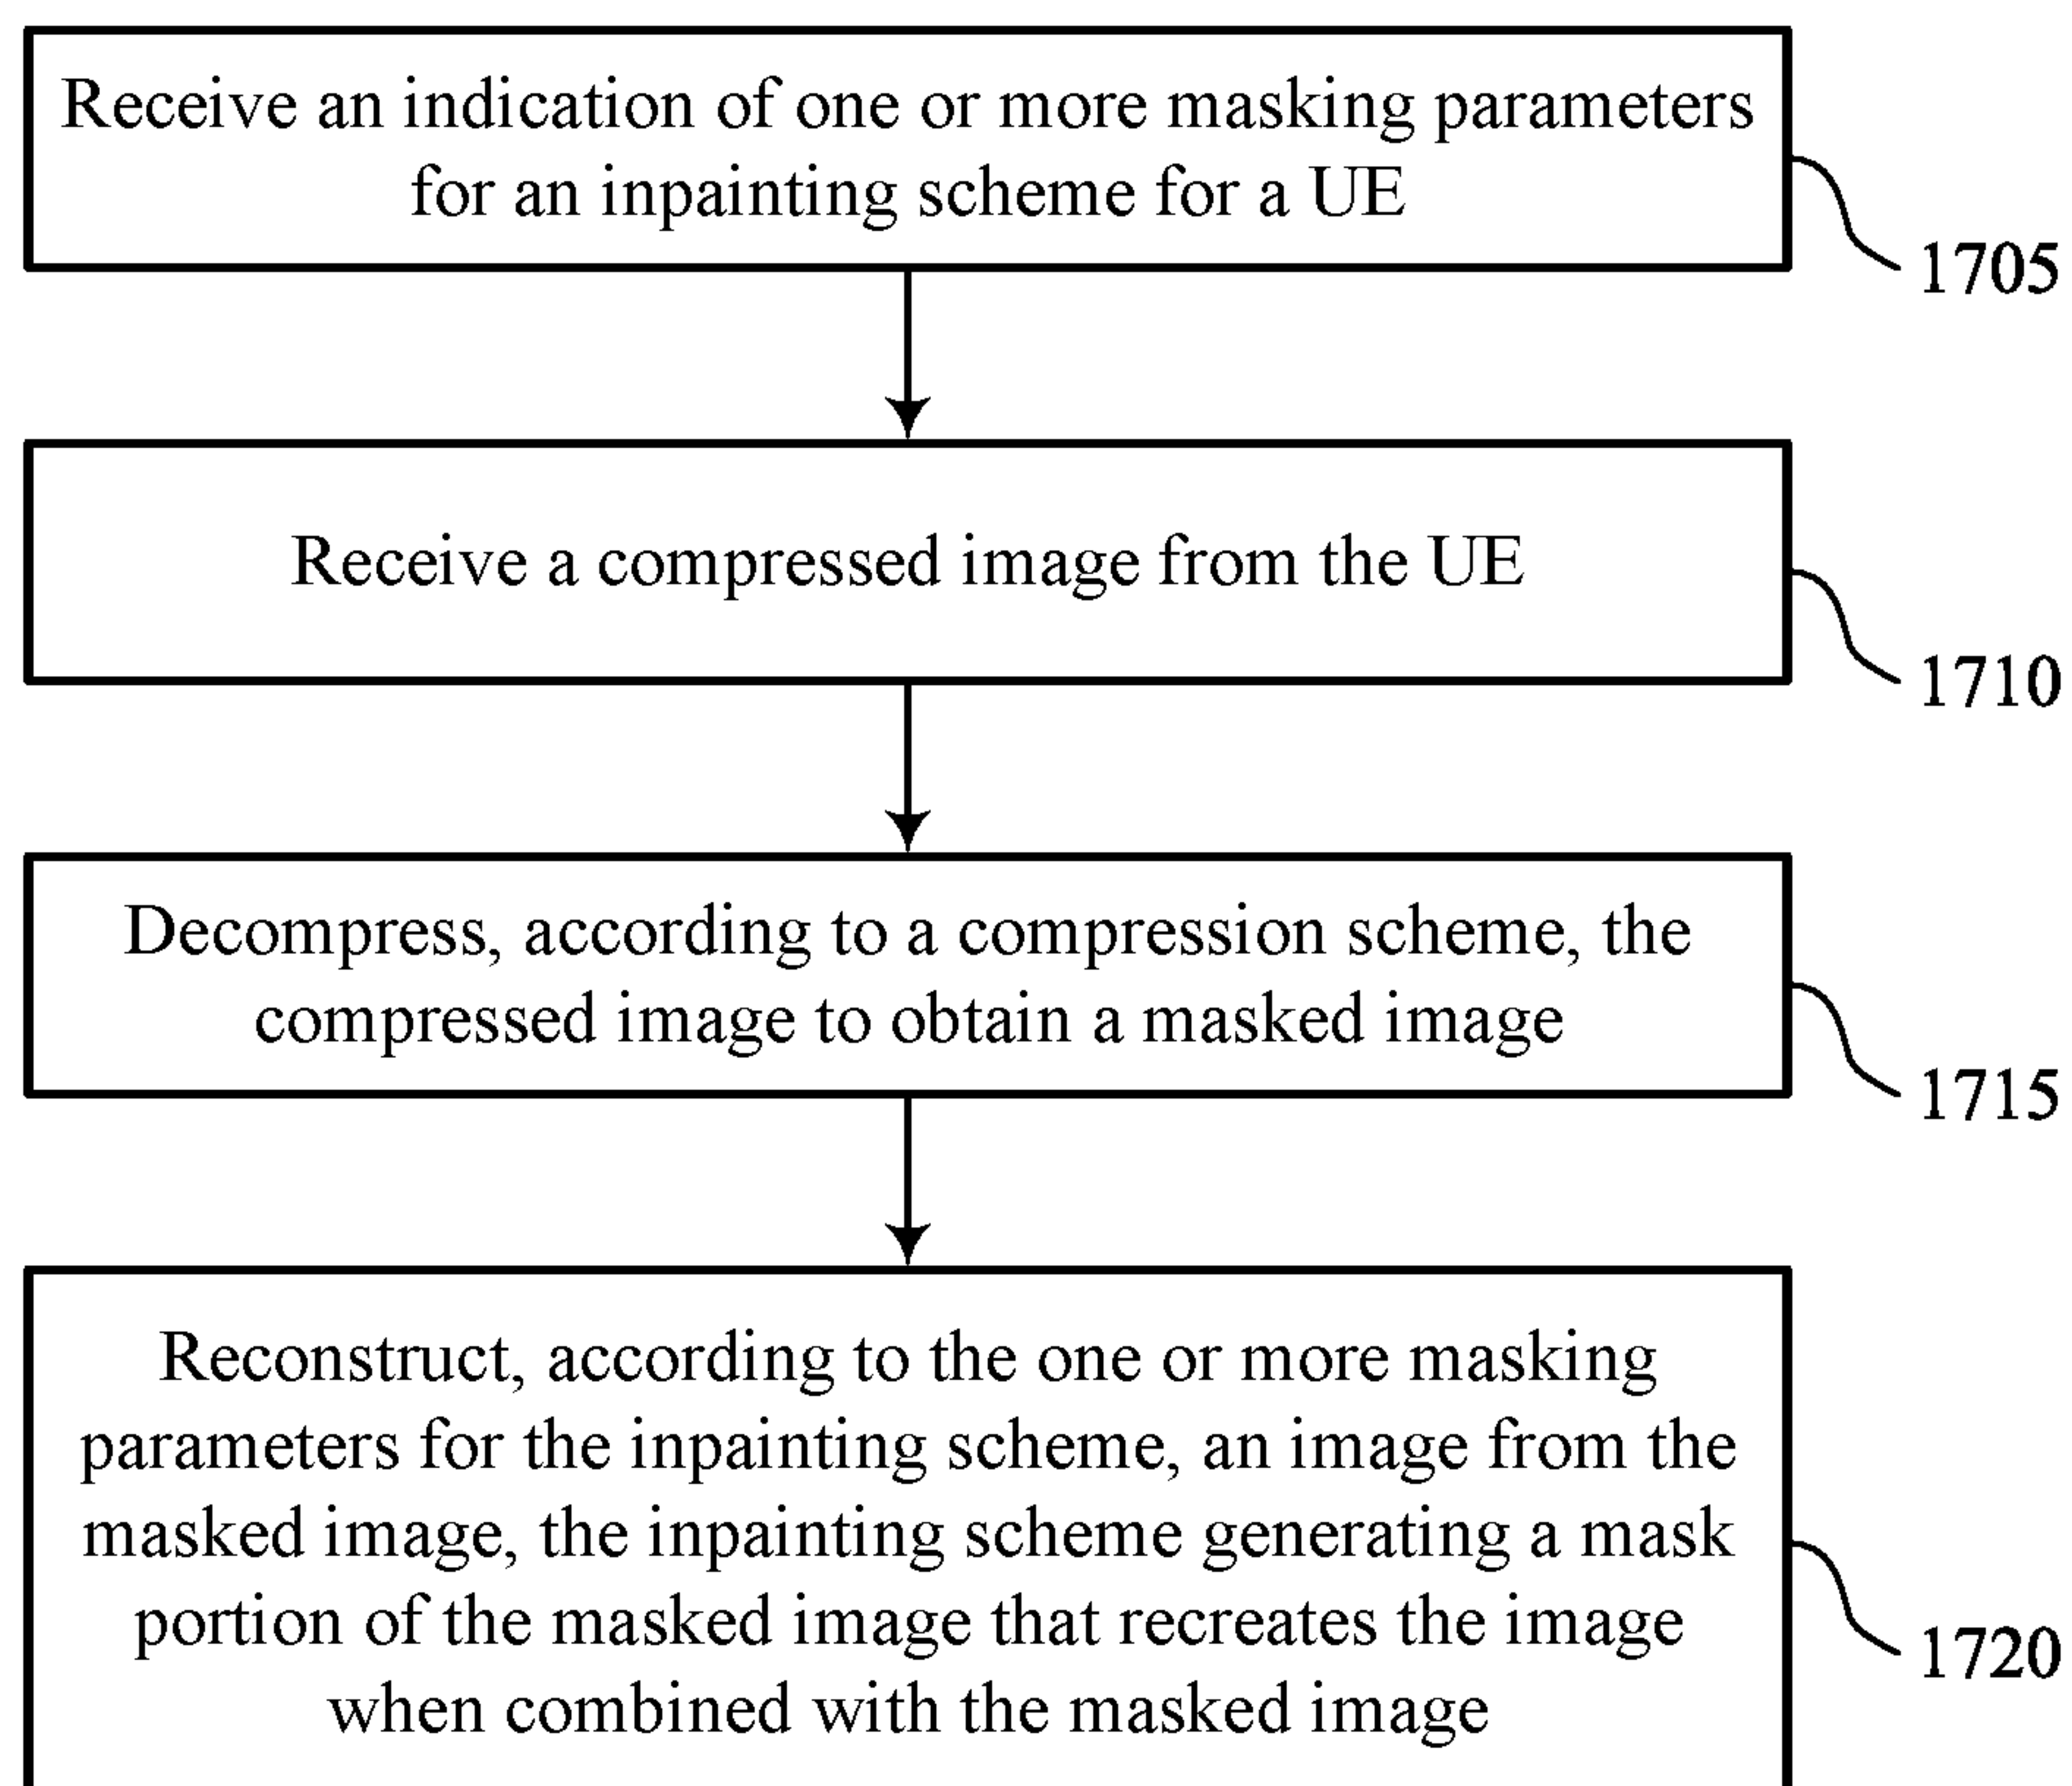 Receive an indication of one or more masking parameters
for an inpainting scheme for a UE
1705
Receive a compressed image from the UE
1710
Decompress, according to a compression scheme, the
compressed image to obtain a masked image
1715
Reconstruct, according to the one or more masking
parameters for the inpainting scheme, an image from the
masked image, the inpainting scheme generating a mask
portion of the masked image that recreates the image
when combined with the masked image
1720